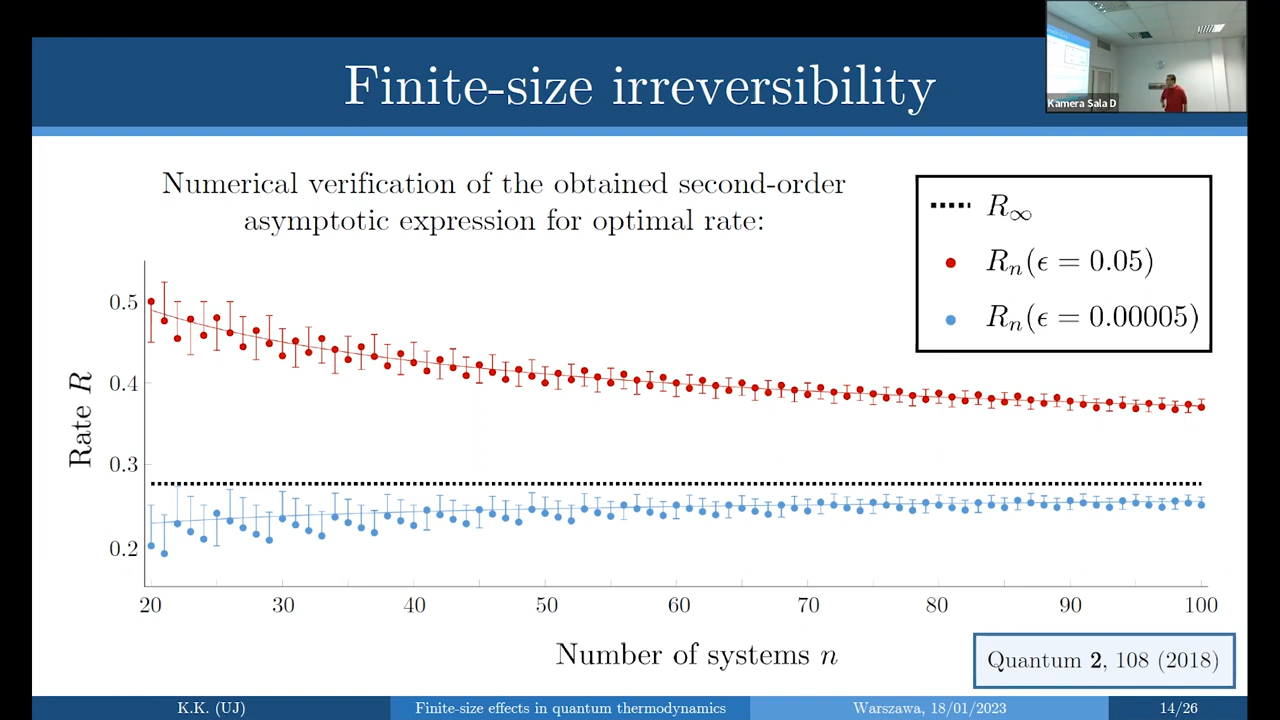 Finite-size irreversibility
Kamera Sala D
Numerical verification of the obtained second-order
asymptotic expression for optimal rate:
R∞
Rₙ(ϵ = 0.05)
Rₙ(ϵ = 0.00005)
Rate R
0.5
0.4
0.3
0.2
20 30 40 50 60 70 80 90 100
Number of systems n
Quantum 2, 108 (2018)
K.K. (UJ) Finite-size effects in quantum thermodynamics Warszawa, 18/01/2023 14/26